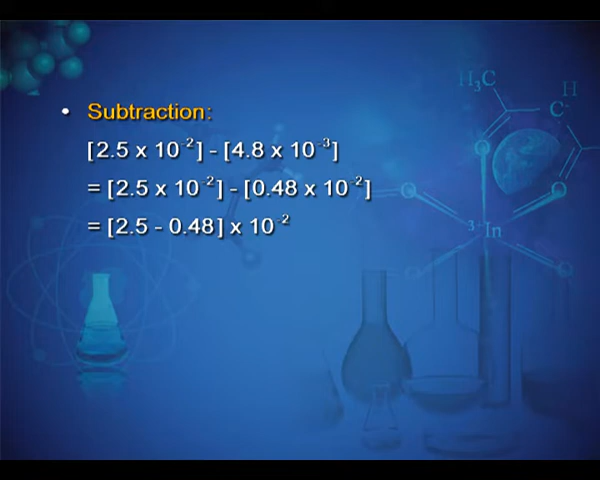 • Subtraction:
[2.5 x 10⁻²] - [4.8 x 10⁻³]
= [2.5 x 10⁻²] - [0.48 x 10⁻²]
= [2.5 - 0.48] x 10⁻²
H₃C
H
C
O
O
In